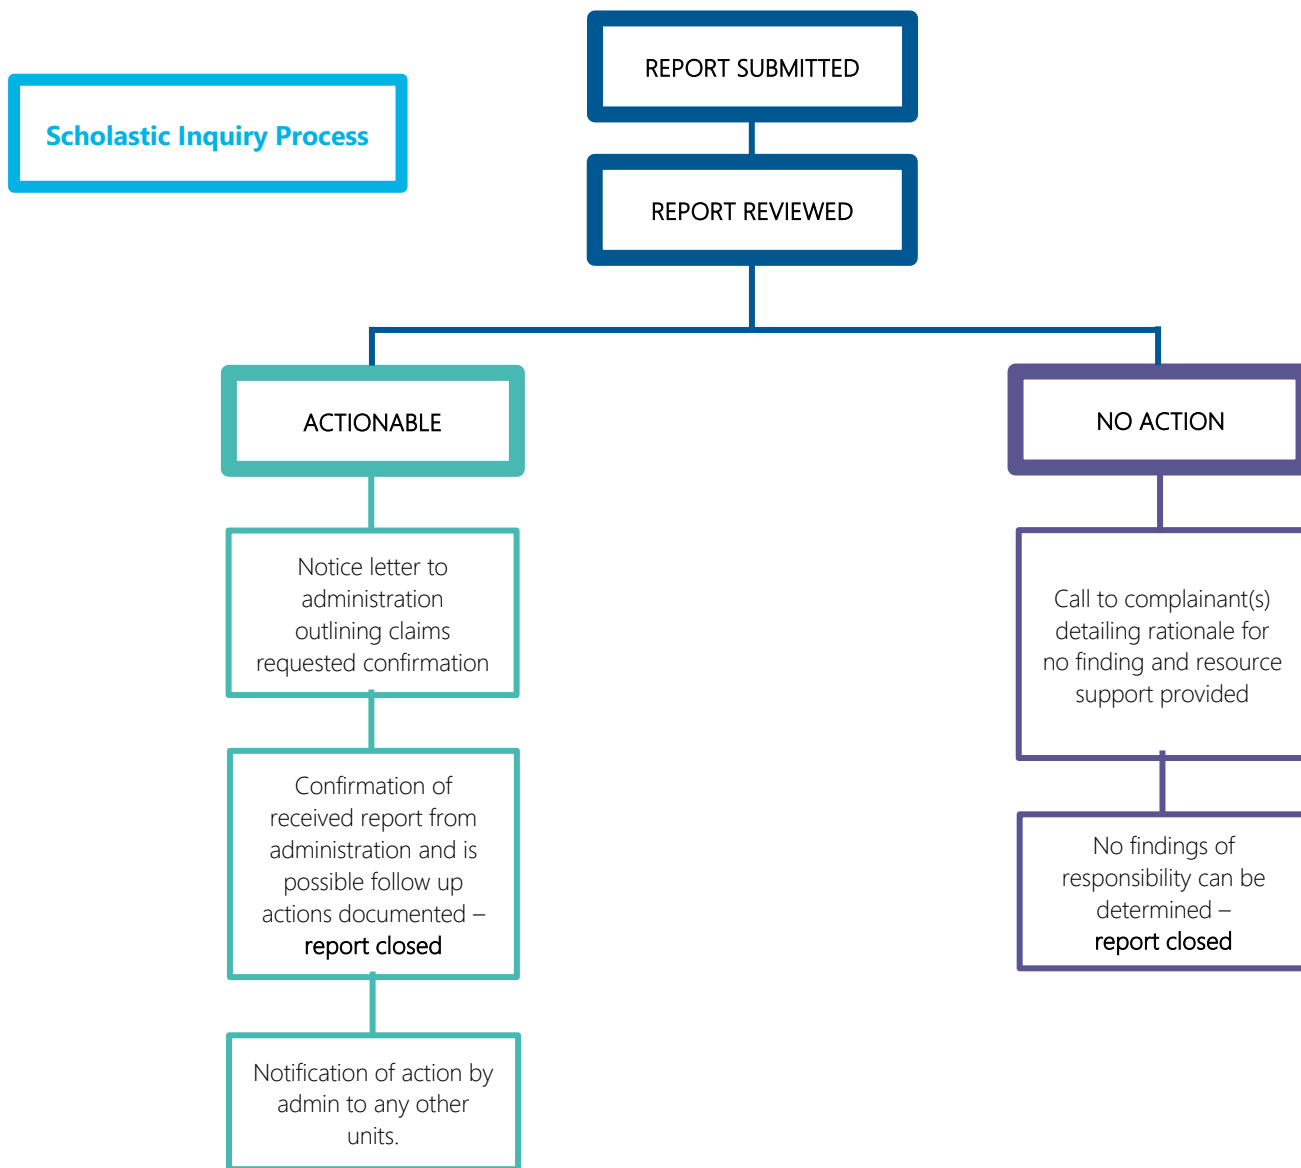 REPORT SUBMITTED
Scholastic Inquiry Process
REPORT REVIEWED
ACTIONABLE
NO ACTION
Notice letter to
administration
outlining claims
requested confirmation
Call to complainant(s)
detailing rationale for
no finding and resource
support provided
Confirmation of
received report from
administration and is
possible follow up
actions documented –
report closed
No findings of
responsibility can be
determined –
report closed
Notification of action by
admin to any other
units.